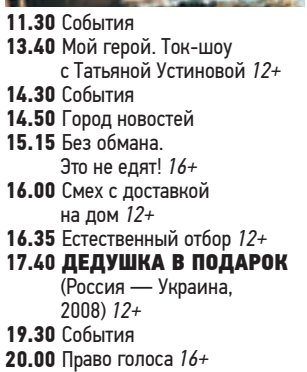 11.30 События
13.40 Мой герой. Ток-шоу
с Татьяной Устиновой 12+
14.30 События
14.50 Город новостей
15.15 Без обмана.
Это не едят! 16+
16.00 Смех с доставкой
на дом 12+
16.35 Естественный отбор 12+
17.40 ДЕДУШКА В ПОДАРОК
(Россия — Украина,
2008) 12+
19.30 События
20.00 Право голоса 16+